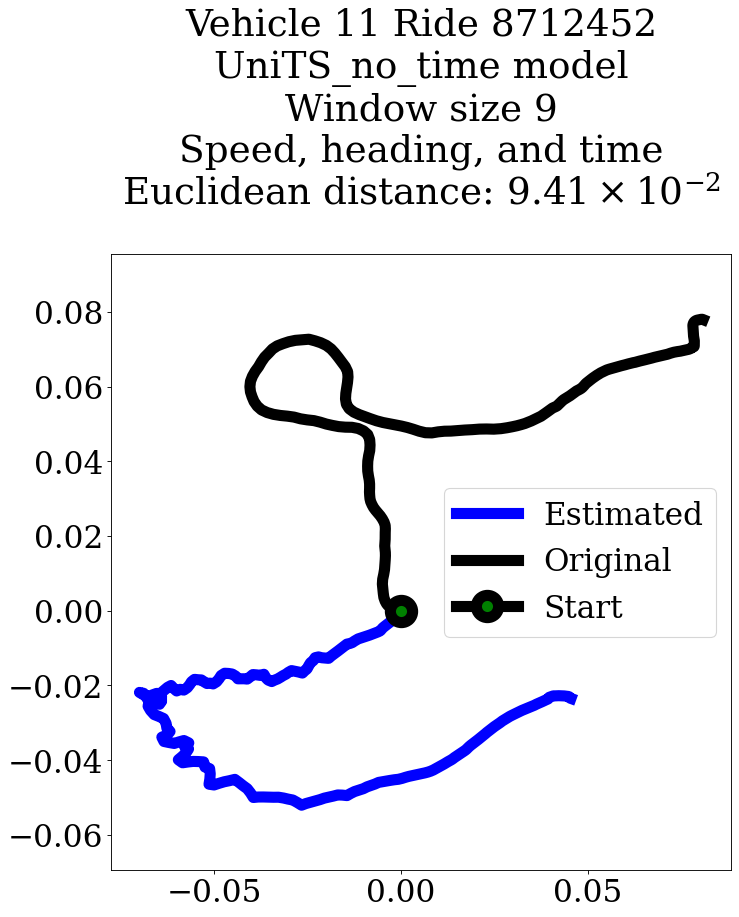 Vehicle 11 Ride 8712452
UniTS_no_time model
Window size 9
Speed, heading, and time
Euclidean distance: 9.41 × 10⁻²
0.08
0.06
0.04
0.02
0.00
−0.02
−0.04
−0.06
Estimated
Original
Start
−0.05 0.00 0.05